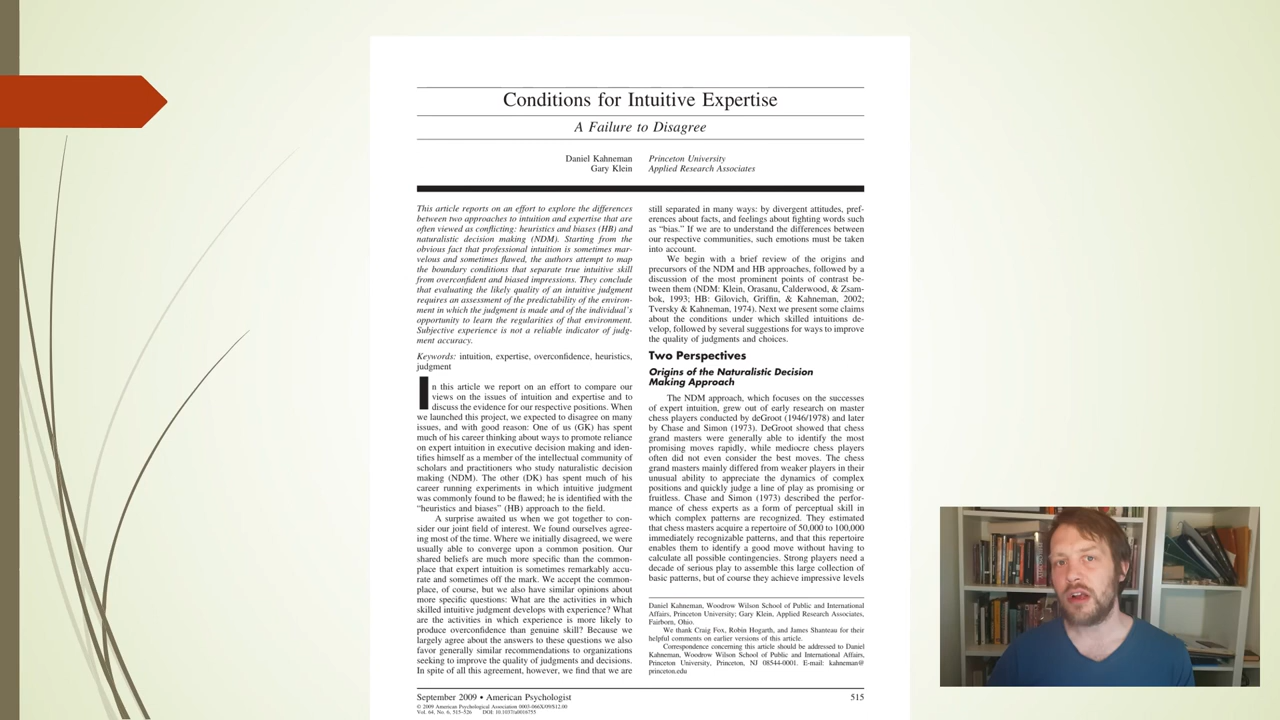 Conditions for Intuitive Expertise
A Failure to Disagree
Daniel Kahneman
Gary Klein
Princeton University
Applied Research Associates
This article reports on an effort to explore the differences
between two approaches to intuition and expertise that are
often viewed as conflicting: heuristics and biases (HB) and
naturalistic decision making (NDM). Starting from the
obvious fact that professional intuition is sometimes mar-
velous and sometimes flawed, the authors attempt to map
the boundary conditions that separate true intuitive skill
from overconfident and biased impressions. They conclude
that evaluating the likely quality of an intuitive judgment
requires an assessment of the predictability of the environ-
ment in which the judgment is made and of the individual's
opportunity to learn the regularities of that environment.
Subjective experience is not a reliable indicator of judg-
ment accuracy.
Keywords: intuition, expertise, overconfidence, heuristics,
judgment
In this article we report on an effort to compare our
views on the issues of intuition and expertise and to
discuss the evidence for our respective positions. When
we launched this project, we expected to disagree on many
issues, and with good reason: One of us (GK) has spent
much of his career thinking about ways to promote reliance
on expert intuition in executive decision making and iden-
tifies himself as a member of the intellectual community of
scholars and practitioners who study naturalistic decision
making (NDM). The other (DK) has spent much of his
career running experiments in which intuitive judgment
was commonly found to be flawed; he is identified with the
“heuristics and biases” (HB) approach to the field.
A surprise awaited us when we got together to con-
sider our joint field of interest. We found ourselves agree-
ing most of the time. Where we initially disagreed, we were
usually able to converge upon a common position. Our
shared beliefs are much more specific than the common-
place that expert intuition is sometimes remarkably accu-
rate and sometimes off the mark. We accept the common-
place, of course, but we also have similar opinions about
more specific questions: What are the activities in which
skilled intuitive judgment develops with experience? What
are the activities in which experience is more likely to
produce overconfidence than genuine skill? Because we
largely agree about the answers to these questions we also
favor generally similar recommendations to organizations
seeking to improve the quality of judgments and decisions.
In spite of all this agreement, however, we find that we are
still separated in many ways: by divergent attitudes, pref-
erences about facts, and feelings about fighting words such
as “bias.” If we are to understand the differences between
our respective communities, such emotions must be taken
into account.
We begin with a brief review of the origins and
precursors of the NDM and HB approaches, followed by a
discussion of the most prominent points of contrast be-
tween them (NDM: Klein, Orasanu, Calderwood, & Zsam-
bok, 1993; HB: Gilovich, Griffin, & Kahneman, 2002;
Tversky & Kahneman, 1974). Next we present some claims
about the conditions under which skilled intuitions de-
velop, followed by several suggestions for ways to improve
the quality of judgments and choices.
Two Perspectives
Origins of the Naturalistic Decision
Making Approach
The NDM approach, which focuses on the successes
of expert intuition, grew out of early research on master
chess players conducted by deGroot (1946/1978) and later
by Chase and Simon (1973). DeGroot showed that chess
grand masters were generally able to identify the most
promising moves rapidly, while mediocre chess players
often did not even consider the best moves. The chess
grand masters mainly differed from weaker players in their
unusual ability to appreciate the dynamics of complex
positions and quickly judge a line of play as promising or
fruitless. Chase and Simon (1973) described the perfor-
mance of chess experts as a form of perceptual skill in
which complex patterns are recognized. They estimated
that chess masters acquire a repertoire of 50,000 to 100,000
immediately recognizable patterns, and that this repertoire
enables them to identify a good move without having to
calculate all possible contingencies. Strong players need a
decade of serious play to assemble this large collection of
basic patterns, but of course they achieve impressive levels
Daniel Kahneman, Woodrow Wilson School of Public and International
Affairs, Princeton University; Gary Klein, Applied Research Associates,
Fairborn, Ohio.
We thank Craig Fox, Robin Hogarth, and James Shanteau for their
helpful comments on earlier versions of this article.
Correspondence concerning this article should be addressed to Daniel
Kahneman, Woodrow Wilson School of Public and International Affairs,
Princeton University, Princeton, NJ 08544-0001. E-mail: kahneman@
princeton.edu
September 2009 • American Psychologist
515
© 2009 American Psychological Association 0003-066X/09/$12.00
Vol. 64, No. 6, 515–526 DOI: 10.1037/a0016755